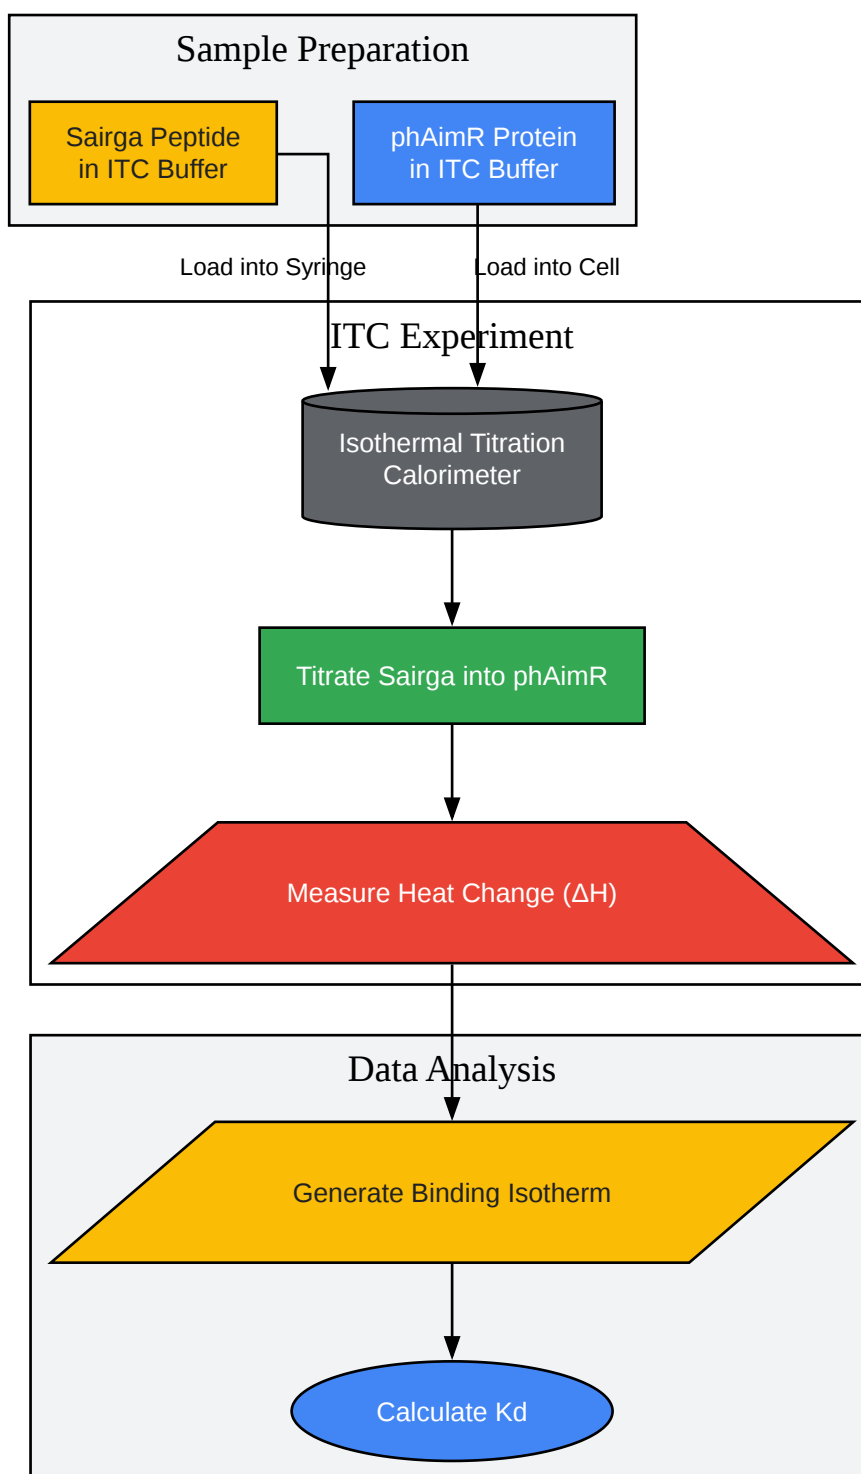 Sample Preparation
Sairga Peptide
in ITC Buffer
phAimR Protein
in ITC Buffer
Load into Syringe
Load into Cell
ITC Experiment
Isothermal Titration
Calorimeter
Titrate Sairga into phAimR
Measure Heat Change (ΔH)
Data Analysis
Generate Binding Isotherm
Calculate Kd